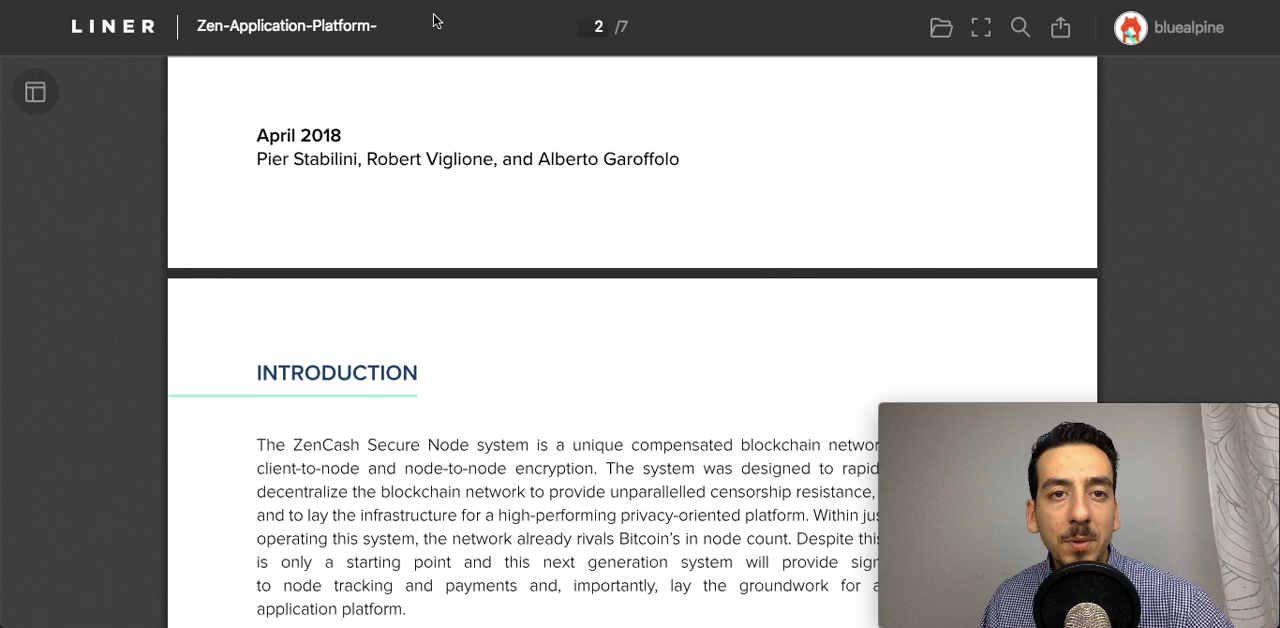 LINER Zen-Application-Platform- 2 /7 bluealpine
April 2018
Pier Stabilini, Robert Viglione, and Alberto Garoffolo
INTRODUCTION
The ZenCash Secure Node system is a unique compensated blockchain
client-to-node and node-to-node encryption. The system was designed to
decentralize the blockchain network to provide unparallelled censorship resistance,
and to lay the infrastructure for a high-performing privacy-oriented platform. Within
operating this system, the network already rivals Bitcoin's in node count. Despite
is only a starting point and this next generation system will provide
to node tracking and payments and, importantly, lay the groundwork for
application platform.